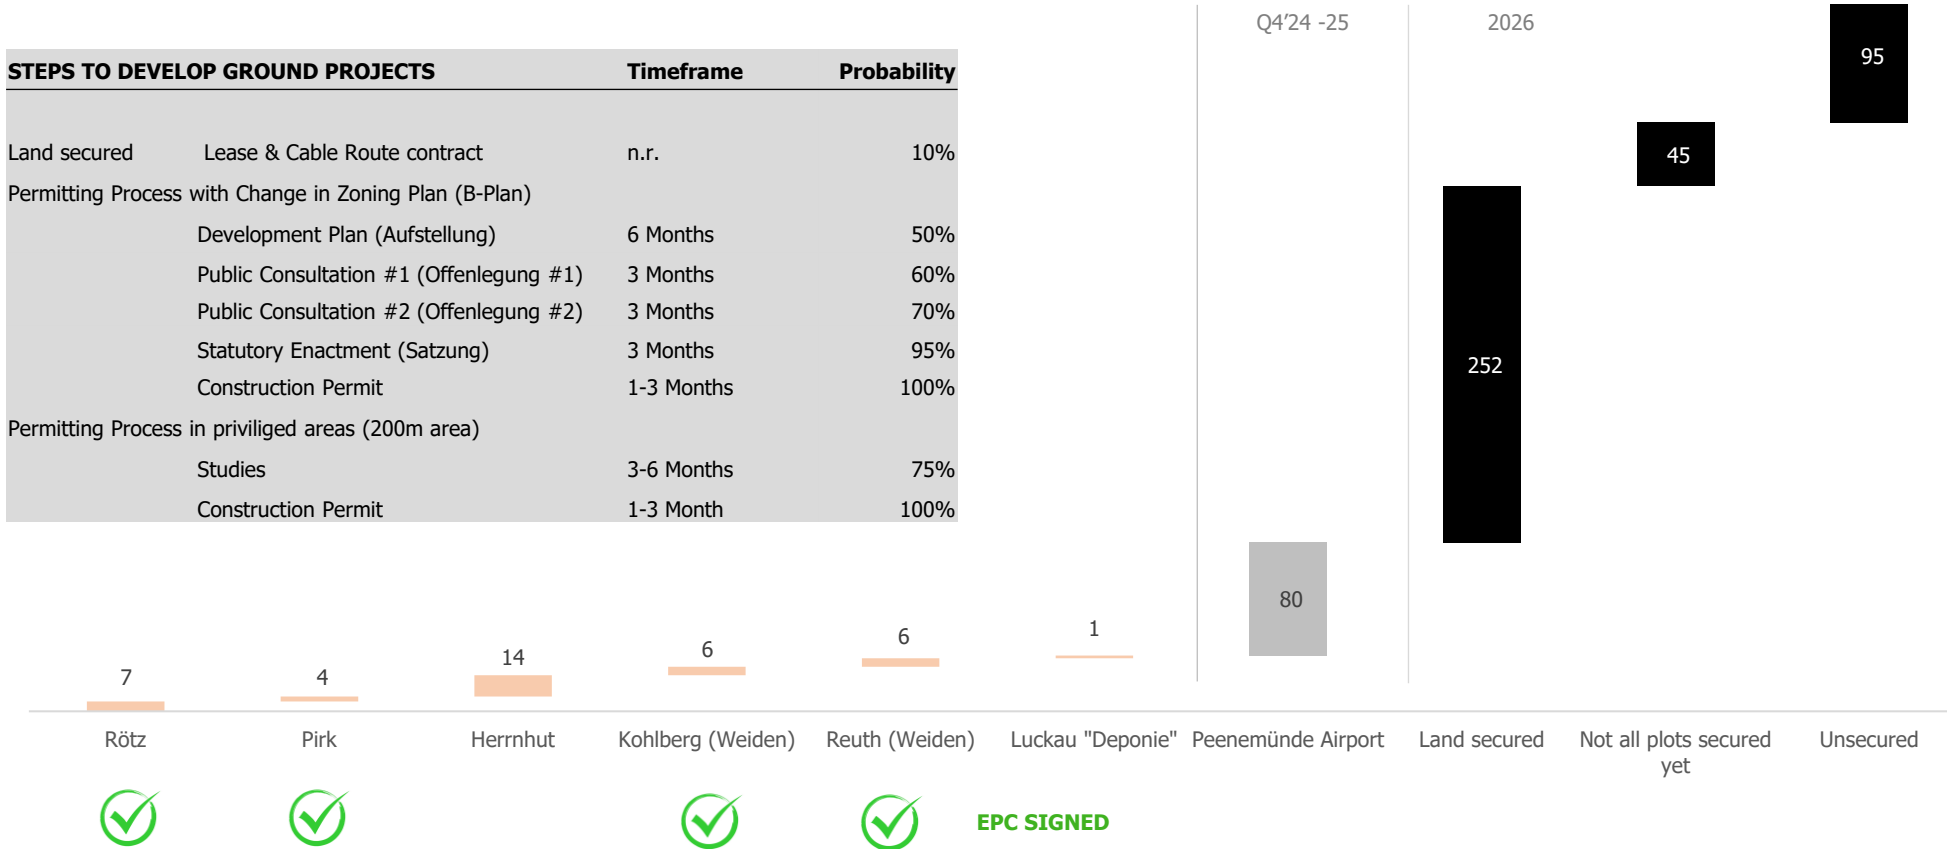 Q4’24 -25 2026
95
STEPS TO DEVELOP GROUND PROJECTS Timeframe Probability
Land secured Lease & Cable Route contract n.r. 10%
Permitting Process with Change in Zoning Plan (B-Plan)
Development Plan (Aufstellung) 6 Months 50%
Public Consultation #1 (Offenlegung #1) 3 Months 60%
Public Consultation #2 (Offenlegung #2) 3 Months 70%
Statutory Enactment (Satzung) 3 Months 95%
Construction Permit 1-3 Months 100%
Permitting Process in priviliged areas (200m area)
Studies 3-6 Months 75%
Construction Permit 1-3 Month 100%
45
252
80
7
4
14
6
6
1
Rötz
Pirk
Herrnhut
Kohlberg (Weiden)
Reuth (Weiden)
Luckau "Deponie"
Peenemünde Airport
Land secured
Not all plots secured
yet
Unsecured
EPC SIGNED